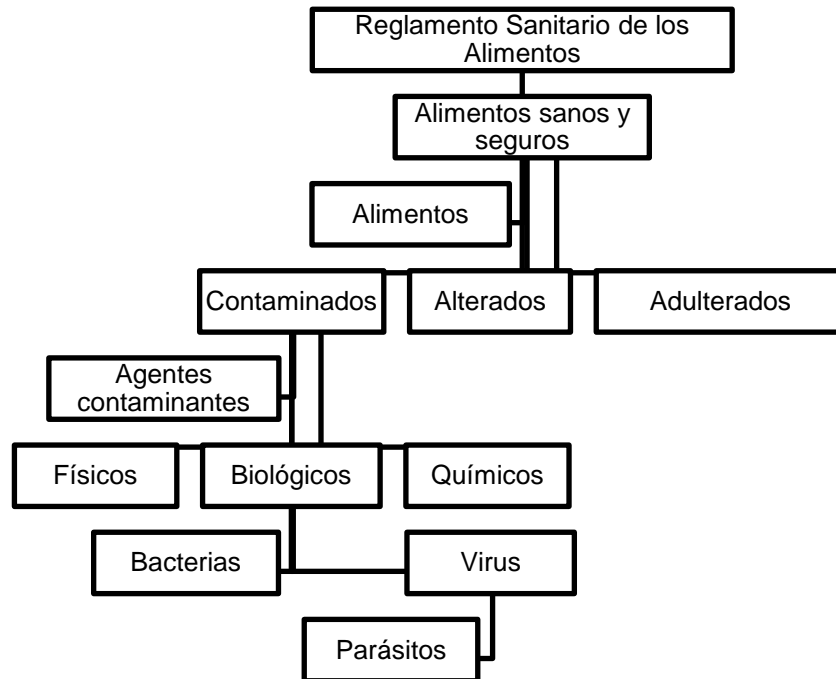 Reglamento Sanitario de los
Alimentos
Alimentos sanos y
seguros
Alimentos
Contaminados
Alterados
Adulterados
Agentes
contaminantes
Físicos
Biológicos
Químicos
Bacterias
Virus
Parásitos